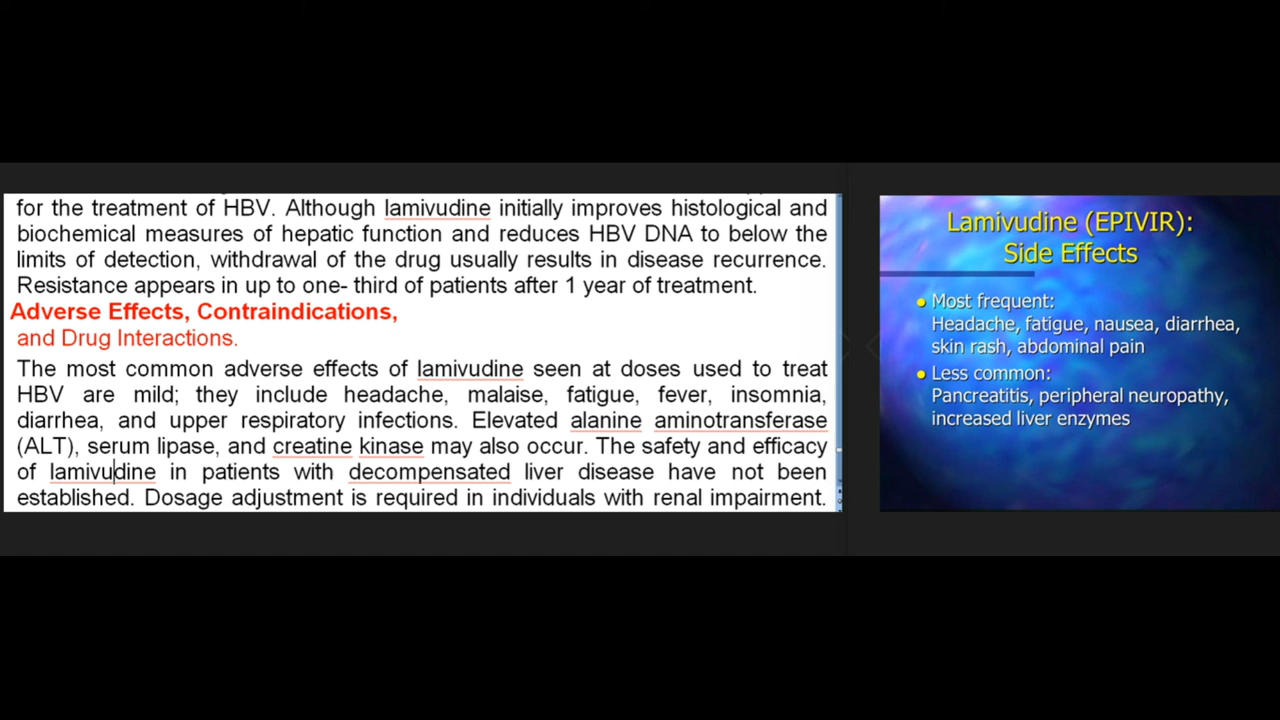 for the treatment of HBV. Although lamivudine initially improves histological and
biochemical measures of hepatic function and reduces HBV DNA to below the
limits of detection, withdrawal of the drug usually results in disease recurrence.
Resistance appears in up to one- third of patients after 1 year of treatment.
Adverse Effects, Contraindications,
and Drug Interactions.
The most common adverse effects of lamivudine seen at doses used to treat
HBV are mild; they include headache, malaise, fatigue, fever, insomnia,
diarrhea, and upper respiratory infections. Elevated alanine aminotransferase
(ALT), serum lipase, and creatine kinase may also occur. The safety and efficacy
of lamivudine in patients with decompensated liver disease have not been
established. Dosage adjustment is required in individuals with renal impairment.
Lamivudine (EPIVIR):
Side Effects
Most frequent:
Headache, fatigue, nausea, diarrhea,
skin rash, abdominal pain
Less common:
Pancreatitis, peripheral neuropathy,
increased liver enzymes